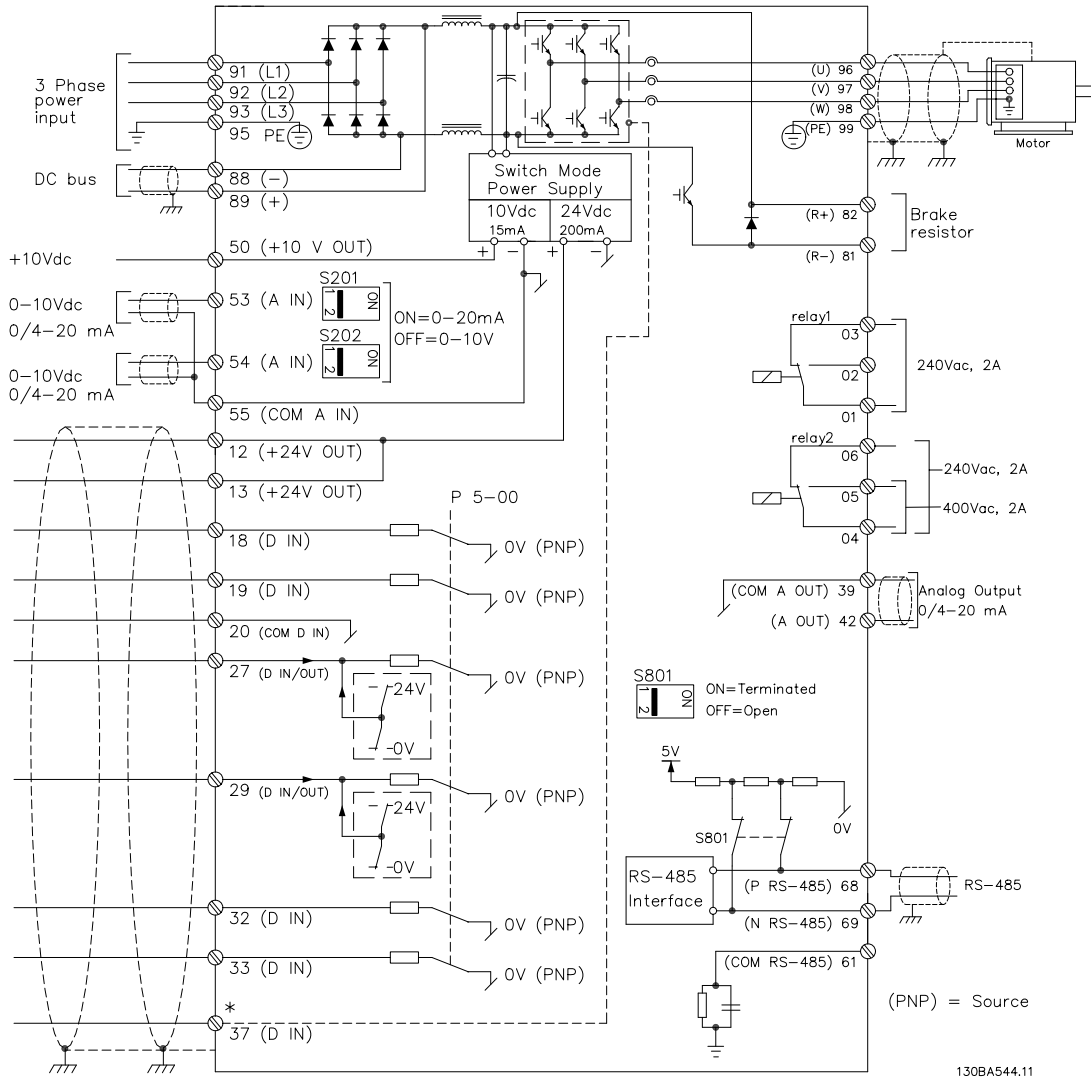 3 Phase
power
input
91 (L1)
92 (L2)
93 (L3)
95 PE
DC bus
88 (-)
89 (+)
Switch Mode
Power Supply
10Vdc
15mA
24Vdc
200mA
+ - + -
(U) 96
(V) 97
(W) 98
(PE) 99
Motor
(R+) 82
(R-) 81
Brake
resistor
+10Vdc
50 (+10 V OUT)
0-10Vdc
0/4-20 mA
53 (A IN)
S201
1 2
ON
0-10Vdc
0/4-20 mA
54 (A IN)
S202
1 2
ON
ON=0-20mA
OFF=0-10V
55 (COM A IN)
12 (+24V OUT)
13 (+24V OUT)
P 5-00
18 (D IN)
0V (PNP)
19 (D IN)
0V (PNP)
20 (COM D IN)
27 (D IN/OUT)
0V (PNP)
24V
0V
29 (D IN/OUT)
0V (PNP)
24V
0V
32 (D IN)
0V (PNP)
33 (D IN)
0V (PNP)
*
37 (D IN)
relay1
03
02
01
240Vac, 2A
relay2
06
05
04
240Vac, 2A
400Vac, 2A
(COM A OUT) 39
(A OUT) 42
Analog Output
0/4-20 mA
S801
1 2
ON
ON=Terminated
OFF=Open
5V
0V
S801
RS-485
Interface
(P RS-485) 68
(N RS-485) 69
(COM RS-485) 61
RS-485
(PNP) = Source
130BA544.11